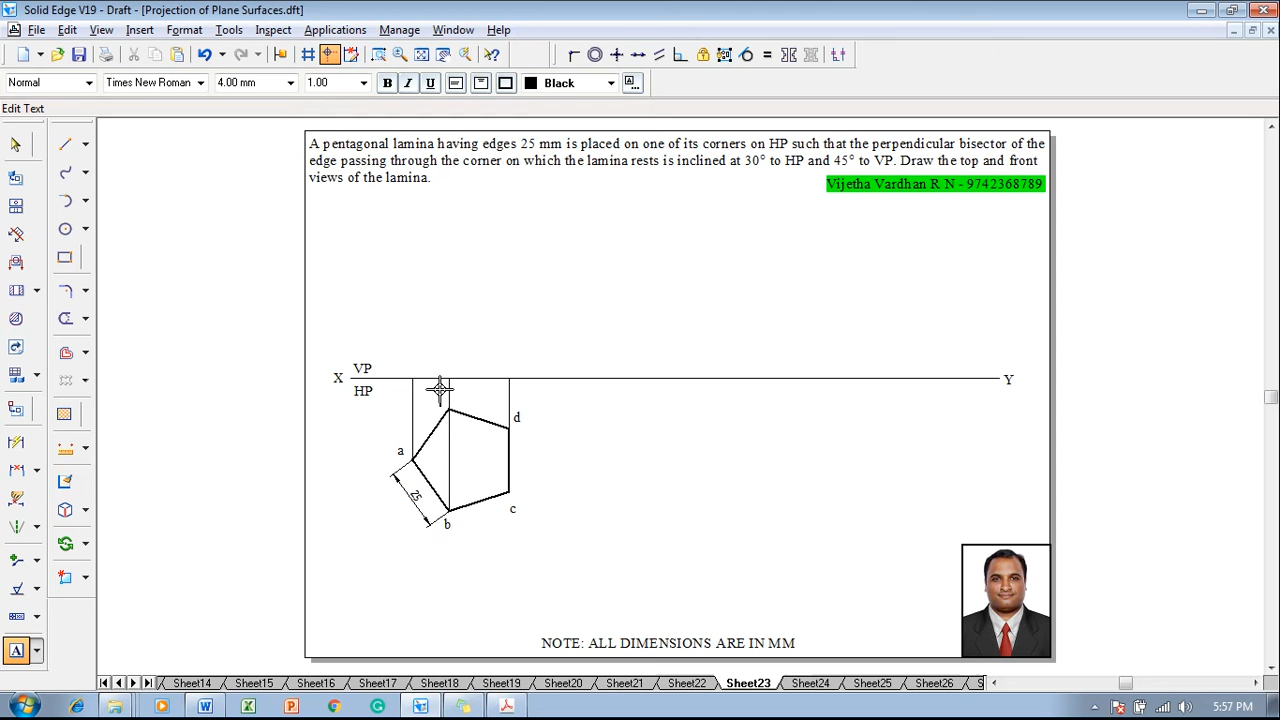 Solid Edge V19 - Draft - [Projection of Plane Surfaces.dft]
File Edit View Insert Format Tools Inspect Applications Manage Window Help
Normal Times New Roman 4.00 mm 1.00 B I U Black A
Edit Text
A pentagonal lamina having edges 25 mm is placed on one of its corners on HP such that the perpendicular bisector of the
edge passing through the corner on which the lamina rests is inclined at 30° to HP and 45° to VP. Draw the top and front
views of the lamina.
Vijetha Vardhan R N - 9742368789
VP
X
Y
HP
d
a
25
c
b
NOTE: ALL DIMENSIONS ARE IN MM
A
Sheet14 Sheet15 Sheet16 Sheet17 Sheet18 Sheet19 Sheet20 Sheet21 Sheet22 Sheet23 Sheet24 Sheet25 Sheet26 S
5:57 PM